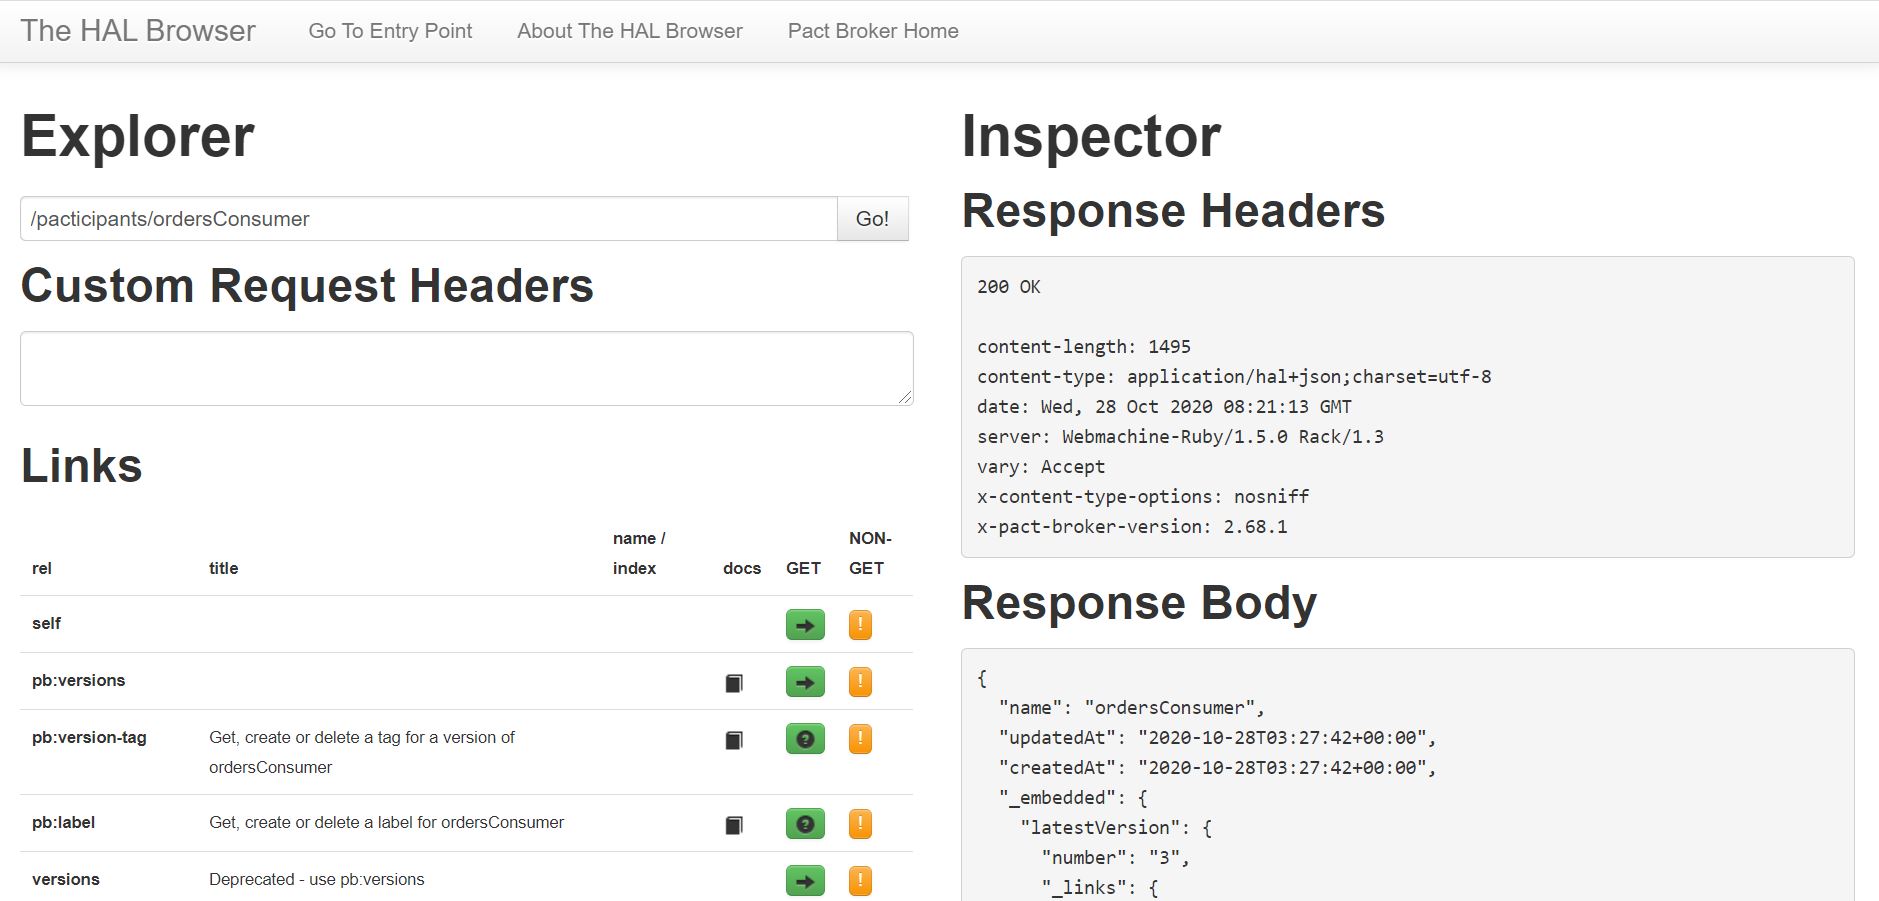 The HAL Browser Go To Entry Point About The HAL Browser Pact Broker Home
Explorer
/pacticipants/ordersConsumer Go!
Custom Request Headers
Links
rel title name / index docs GET NON-GET
self !
pb:versions !
pb:version-tag Get, create or delete a tag for a version of ? !
ordersConsumer
pb:label Get, create or delete a label for ordersConsumer ? !
versions Deprecated - use pb:versions !
Inspector
Response Headers
200 OK
content-length: 1495
content-type: application/hal+json;charset=utf-8
date: Wed, 28 Oct 2020 08:21:13 GMT
server: Webmachine-Ruby/1.5.0 Rack/1.3
vary: Accept
x-content-type-options: nosniff
x-pact-broker-version: 2.68.1
Response Body
{
"name": "ordersConsumer",
"updatedAt": "2020-10-28T03:27:42+00:00",
"createdAt": "2020-10-28T03:27:42+00:00",
"_embedded": {
"latestVersion": {
"number": "3",
"_links": {